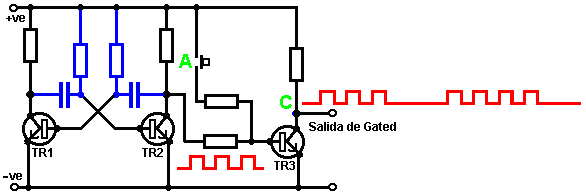 +ve
A
C
Salida de Gated
TR1
TR2
TR3
−ve